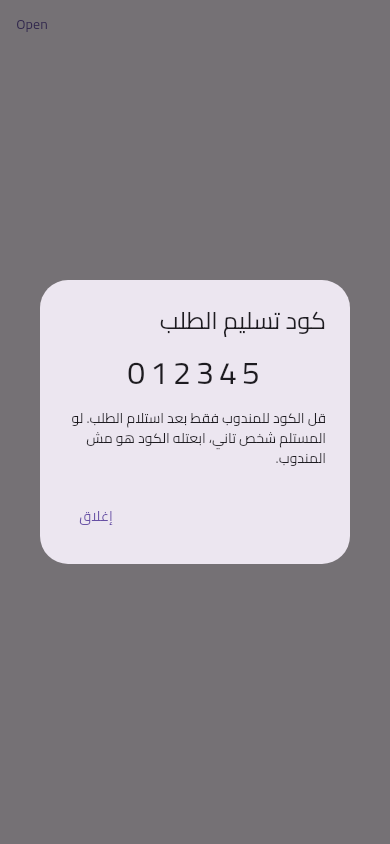 Open
كود تسليم الطلب
012345
قل الكود للمندوب فقط بعد استلام الطلب. لو
المستلم شخص تاني، ابعتله الكود هو مش
المندوب.
إغلاق